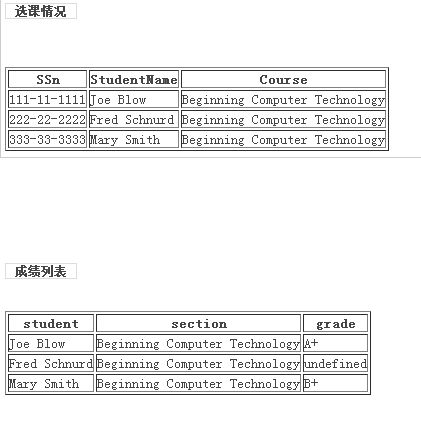 选课情况
SSn StudentName Course
111-11-1111 Joe Blow Beginning Computer Technology
222-22-2222 Fred Schnurd Beginning Computer Technology
333-33-3333 Mary Smith Beginning Computer Technology
成绩列表
student section grade
Joe Blow Beginning Computer Technology A+
Fred Schnurd Beginning Computer Technology undefined
Mary Smith Beginning Computer Technology B+